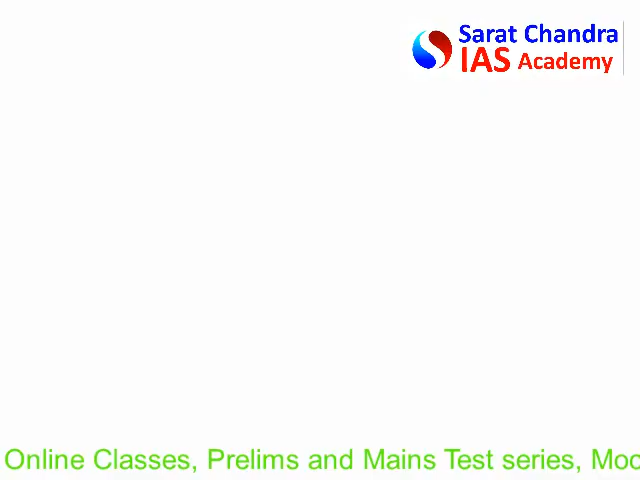 Sarat Chandra
IAS Academy
Online Classes, Prelims and Mains Test series,